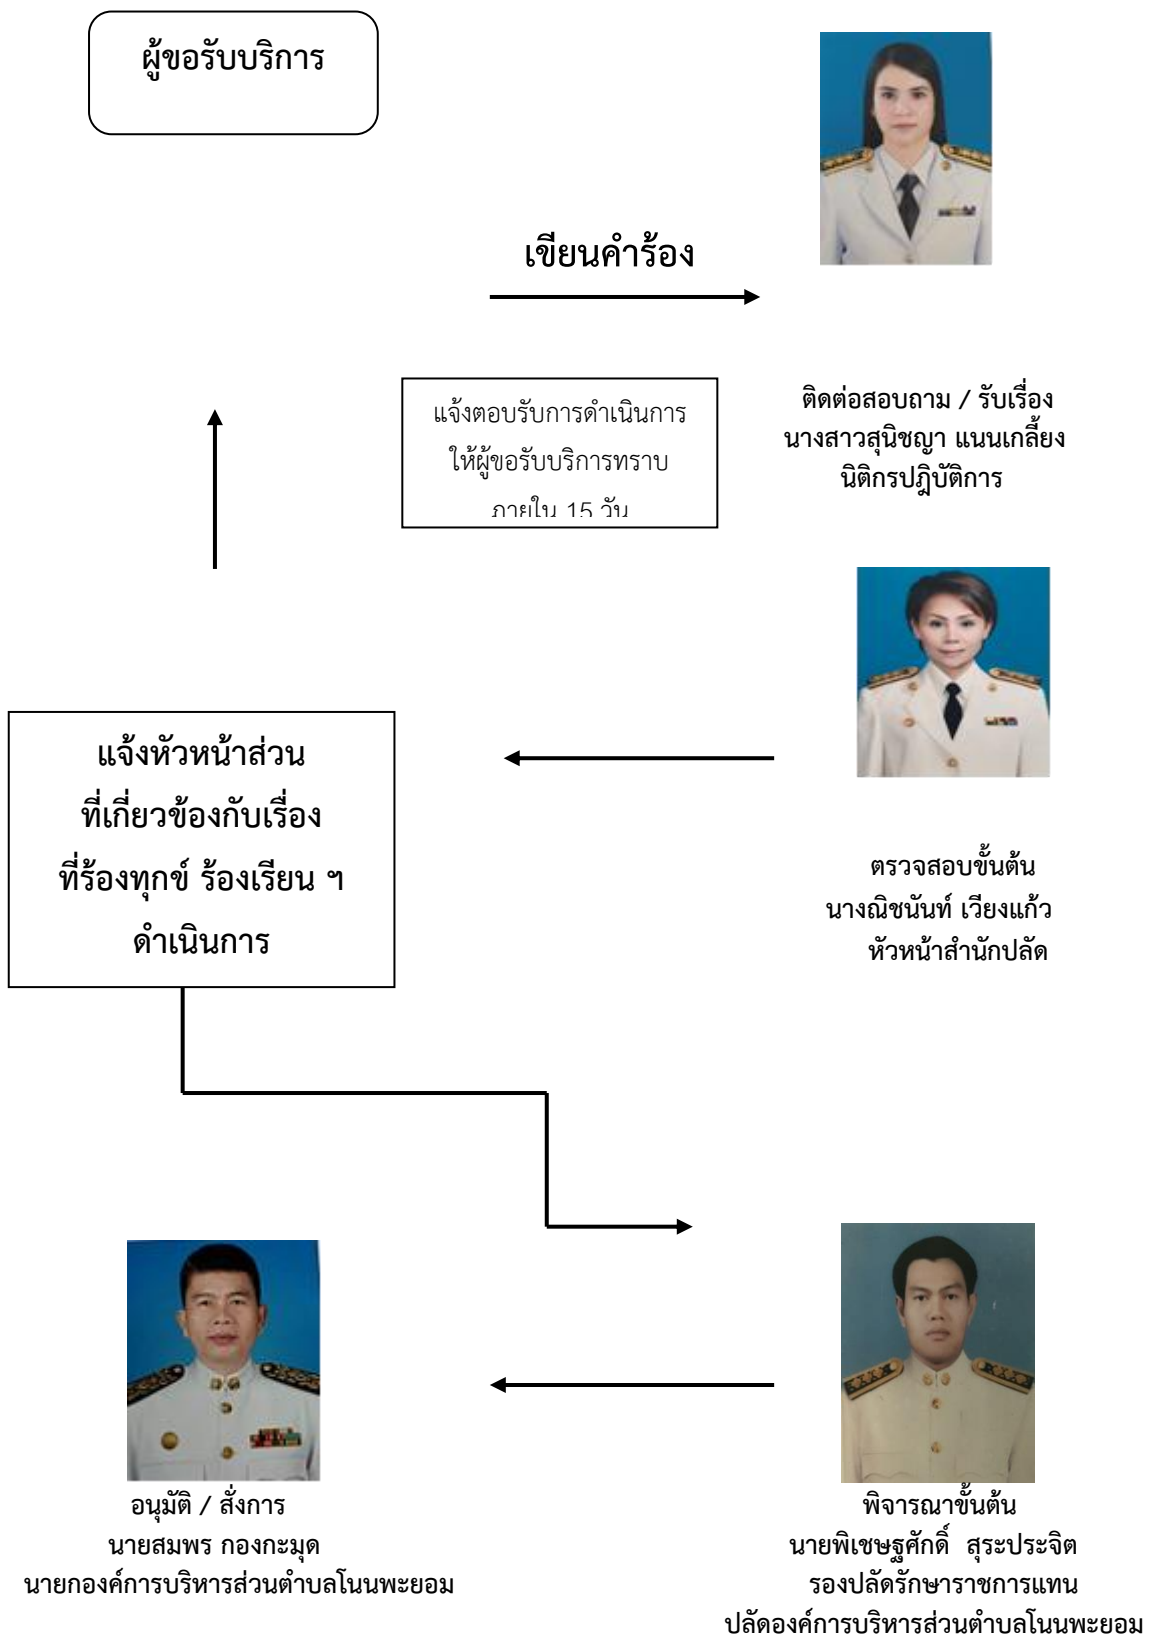 ผู้ขอรับบริการ
เขียนคำร้อง
แจ้งตอบรับการดำเนินการ
ให้ผู้ขอรับบริการทราบ
ภายใน 15 วัน
ติดต่อสอบถาม / รับเรื่อง
นางสาวสุนิชญา แนนเกลี้ยง
นิติกรปฎิบัติการ
แจ้งหัวหน้าส่วน
ที่เกี่ยวข้องกับเรื่อง
ที่ร้องทุกข์ ร้องเรียน ฯ
ดำเนินการ
ตรวจสอบขั้นต้น
นางณิชนันท์ เวียงแก้ว
หัวหน้าสำนักปลัด
อนุมัติ / สั่งการ
นายสมพร กองกะมุด
นายกองค์การบริหารส่วนตำบลโนนพะยอม
พิจารณาขั้นต้น
นายพิเชษฐศักดิ์ สุระประจิต
รองปลัดรักษาราชการแทน
ปลัดองค์การบริหารส่วนตำบลโนนพะยอม